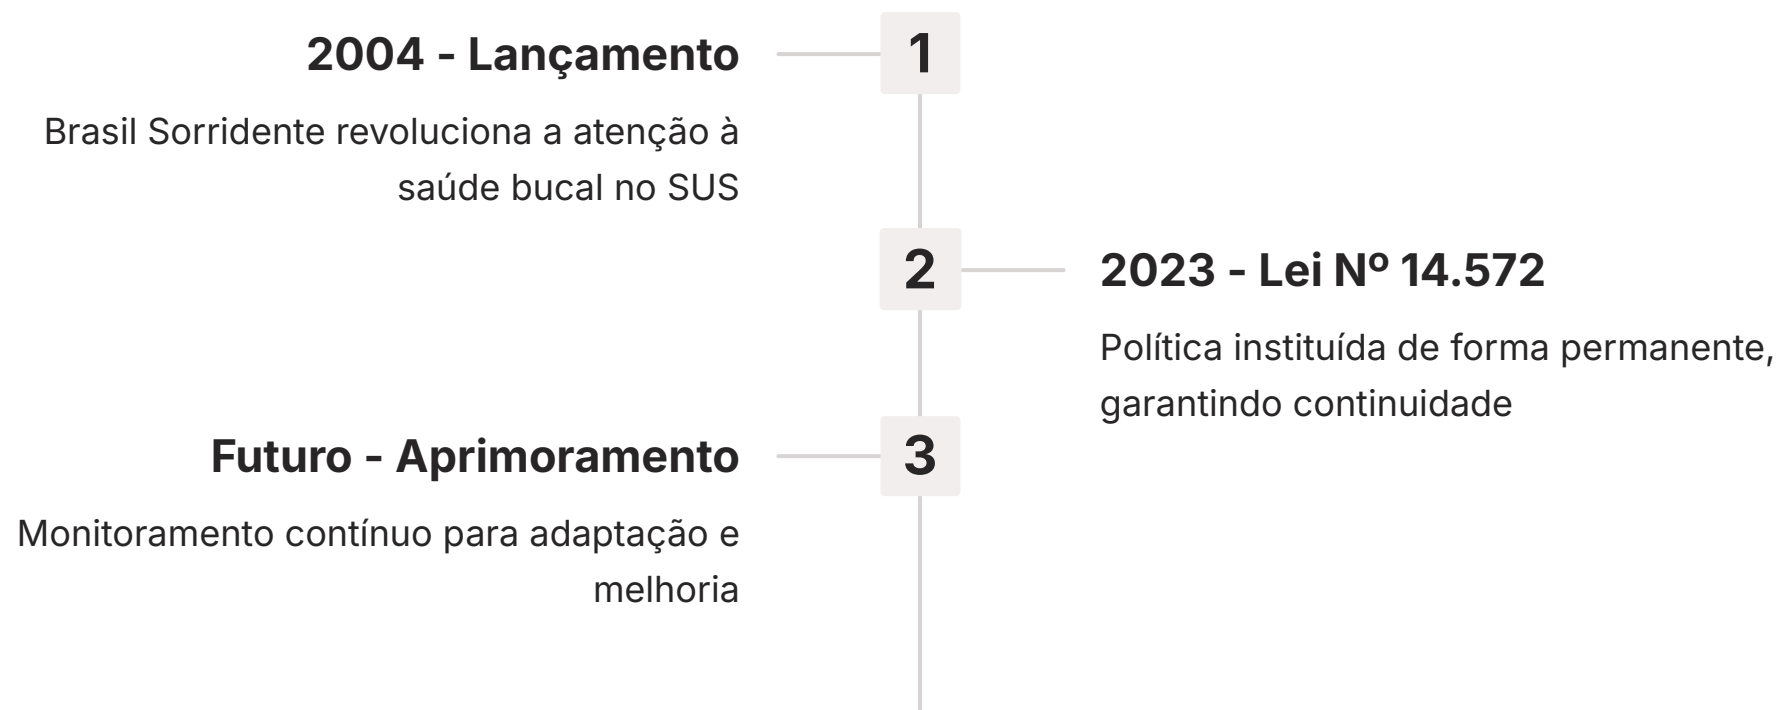 1
2004 - Lançamento
Brasil Sorridente revoluciona a atenção à
saúde bucal no SUS
2
2023 - Lei Nº 14.572
Política instituída de forma permanente,
garantindo continuidade
3
Futuro - Aprimoramento
Monitoramento contínuo para adaptação e
melhoria